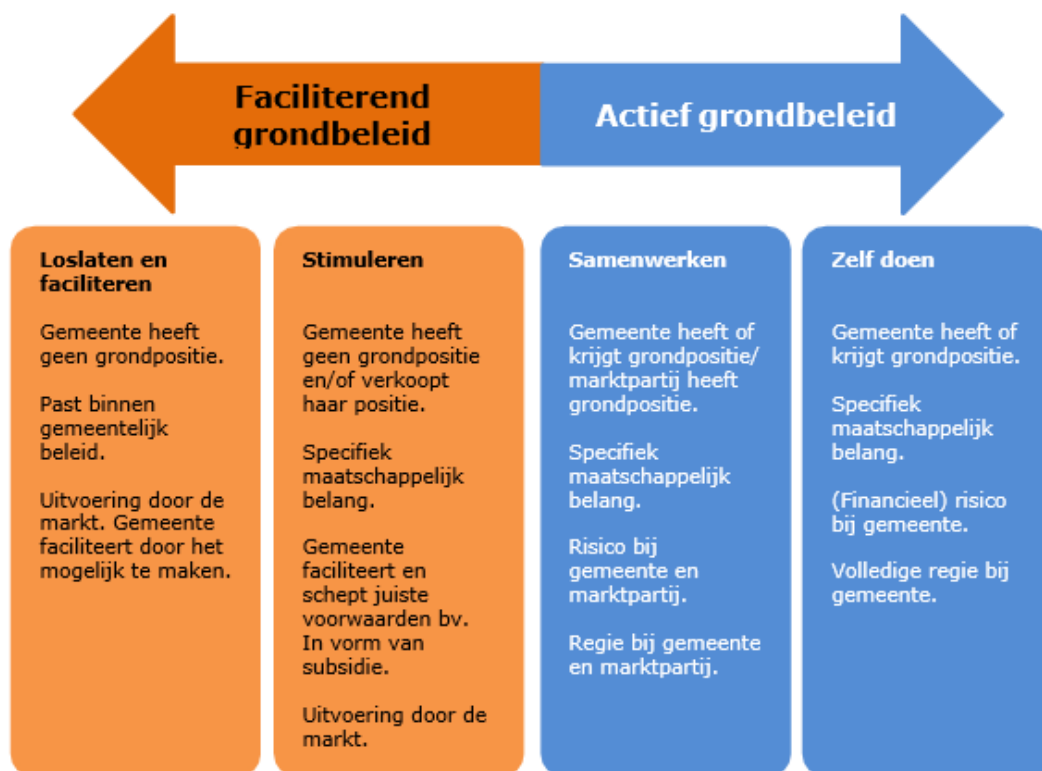 Faciliterend
grondbeleid
Actief grondbeleid
Loslaten en
faciliteren
Gemeente heeft
geen grondpositie.
Past binnen
gemeentelijk
beleid.
Uitvoering door de
markt. Gemeente
faciliteert door het
mogelijk te maken.
Stimuleren
Gemeente heeft
geen grondpositie
en/of verkoopt
haar positie.
Specifiek
maatschappelijk
belang.
Gemeente
faciliteert en
schept juiste
voorwaarden bv.
In vorm van
subsidie.
Uitvoering door de
markt.
Samenwerken
Gemeente heeft of
krijgt grondpositie/
marktpartij heeft
grondpositie.
Specifiek
maatschappelijk
belang.
Risico bij
gemeente en
marktpartij.
Regie bij gemeente
en marktpartij.
Zelf doen
Gemeente heeft of
krijgt grondpositie.
Specifiek
maatschappelijk
belang.
(Financieel) risico
bij gemeente.
Volledige regie bij
gemeente.